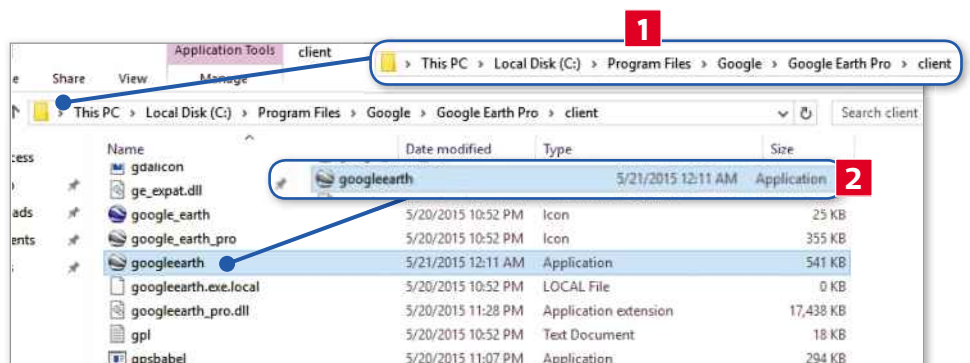 1
Application Tools client
› This PC › Local Disk (C:) › Program Files › Google › Google Earth Pro › client
e Share View Manage
› This PC › Local Disk (C:) › Program Files › Google › Google Earth Pro › client Search client
Name Date modified Type Size
cess
gdalicon
googleearth 5/21/2015 12:11 AM Application 2
ge_expat.dll
ads google_earth 5/20/2015 10:52 PM Icon 25 KB
ents google_earth_pro 5/20/2015 10:52 PM Icon 355 KB
googleearth 5/21/2015 12:11 AM Application 541 KB
googleearth.exe.local 5/20/2015 10:52 PM LOCAL File 0 KB
googleearth_pro.dll 5/20/2015 11:28 PM Application extension 17,438 KB
gpl 5/20/2015 10:52 PM Text Document 18 KB
gpsbabel 5/20/2015 11:07 PM Application 294 KB